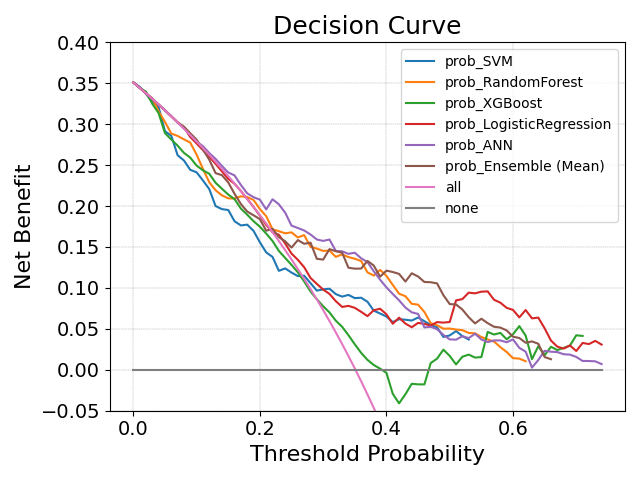 Decision Curve
Net Benefit
0.40
0.35
0.30
0.25
0.20
0.15
0.10
0.05
0.00
−0.05
prob_SVM
prob_RandomForest
prob_XGBoost
prob_LogisticRegression
prob_ANN
prob_Ensemble (Mean)
all
none
0.0 0.2 0.4 0.6
Threshold Probability